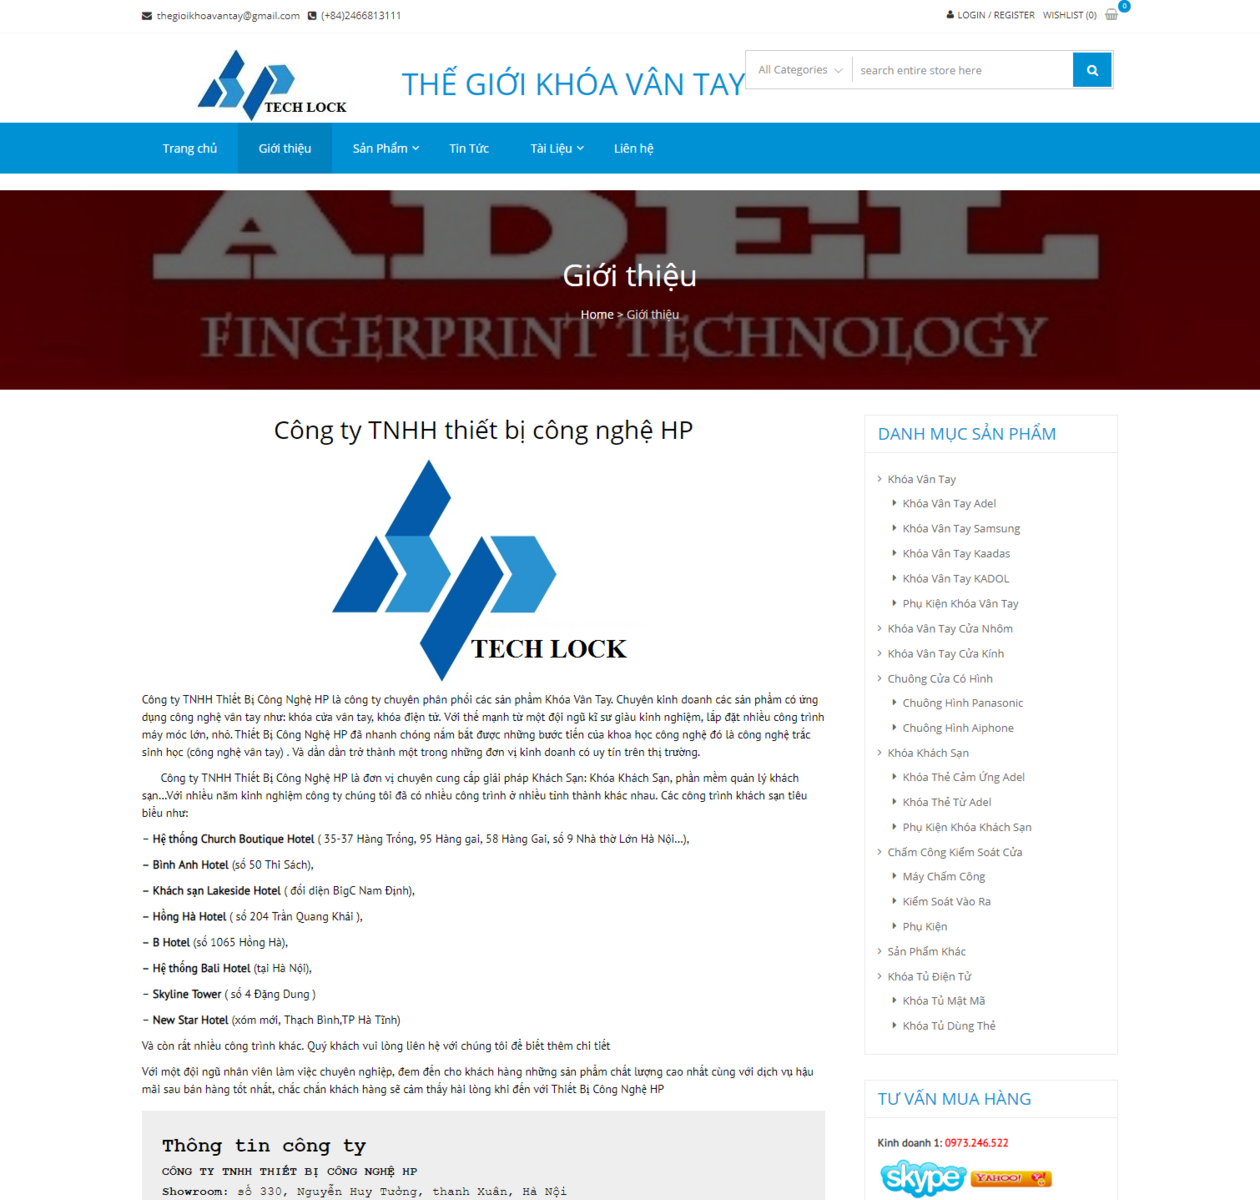 thegioikhoavantay@gmail.com (+84)2466813111
LOGIN / REGISTER WISHLIST (0) 0
TECH LOCK
THẾ GIỚI KHÓA VÂN TAY
All Categories search entire store here
Trang chủ Giới thiệu Sản Phẩm Tin Tức Tài Liệu Liên hệ
ADEL
Giới thiệu
Home > Giới thiệu
FINGERPRINT TECHNOLOGY
Công ty TNHH thiết bị công nghệ HP
TECH LOCK
Công ty TNHH Thiết Bị Công Nghệ HP là công ty chuyên phân phối các sản phẩm Khóa Vân Tay. Chuyên kinh doanh các sản phẩm có ứng
dụng công nghệ vân tay như: khóa cửa vân tay, khóa điện tử. Với thế mạnh từ một đội ngũ kĩ sư giàu kinh nghiệm, lắp đặt nhiều công trình
máy móc lớn, nhỏ. Thiết Bị Công Nghệ HP đã nhanh chóng nắm bắt được những bước tiến của khoa học công nghệ đó là công nghệ trắc
sinh học (công nghệ vân tay) . Và dần dần trở thành một trong những đơn vị kinh doanh có uy tín trên thị trường.
Công ty TNHH Thiết Bị Công Nghệ HP là đơn vị chuyên cung cấp giải pháp Khách Sạn: Khóa Khách Sạn, phần mềm quản lý khách
sạn...Với nhiều năm kinh nghiệm công ty chúng tôi đã có nhiều công trình ở nhiều tỉnh thành khác nhau. Các công trình khách sạn tiêu
biểu như:
– Hệ thống Church Boutique Hotel ( 35-37 Hàng Trống, 95 Hàng gai, 58 Hàng Gai, số 9 Nhà thờ Lớn Hà Nội...),
– Bình Anh Hotel (số 50 Thi Sách),
– Khách sạn Lakeside Hotel ( đối diện BigC Nam Định),
– Hồng Hà Hotel ( số 204 Trần Quang Khải ),
– B Hotel (số 1065 Hồng Hà),
– Hệ thống Bali Hotel (tại Hà Nội),
– Skyline Tower ( số 4 Đặng Dung )
– New Star Hotel (xóm mới, Thạch Bình,TP Hà Tĩnh)
Và còn rất nhiều công trình khác. Quý khách vui lòng liên hệ với chúng tôi để biết thêm chi tiết
Với một đội ngũ nhân viên làm việc chuyên nghiệp, đem đến cho khách hàng những sản phẩm chất lượng cao nhất cùng với dịch vụ hậu
mãi sau bán hàng tốt nhất, chắc chắn khách hàng sẽ cảm thấy hài lòng khi đến với Thiết Bị Công Nghệ HP
Thông tin công ty
CÔNG TY TNHH THIẾT BỊ CÔNG NGHỆ HP
Showroom: số 330, Nguyễn Huy Tưởng, thanh Xuân, Hà Nội
DANH MỤC SẢN PHẨM
Khóa Vân Tay
Khóa Vân Tay Adel
Khóa Vân Tay Samsung
Khóa Vân Tay Kaadas
Khóa Vân Tay KADOL
Phụ Kiện Khóa Vân Tay
Khóa Vân Tay Cửa Nhôm
Khóa Vân Tay Cửa Kính
Chuông Cửa Có Hình
Chuông Hình Panasonic
Chuông Hình Aiphone
Khóa Khách Sạn
Khóa Thẻ Cảm Ứng Adel
Khóa Thẻ Từ Adel
Phụ Kiện Khóa Khách Sạn
Chấm Công Kiểm Soát Cửa
Máy Chấm Công
Kiểm Soát Vào Ra
Phụ Kiện
Sản Phẩm Khác
Khóa Tủ Điện Tử
Khóa Tủ Mật Mã
Khóa Tủ Dùng Thẻ
TƯ VẤN MUA HÀNG
Kinh doanh 1: 0973.246.522
skype YAHOO!